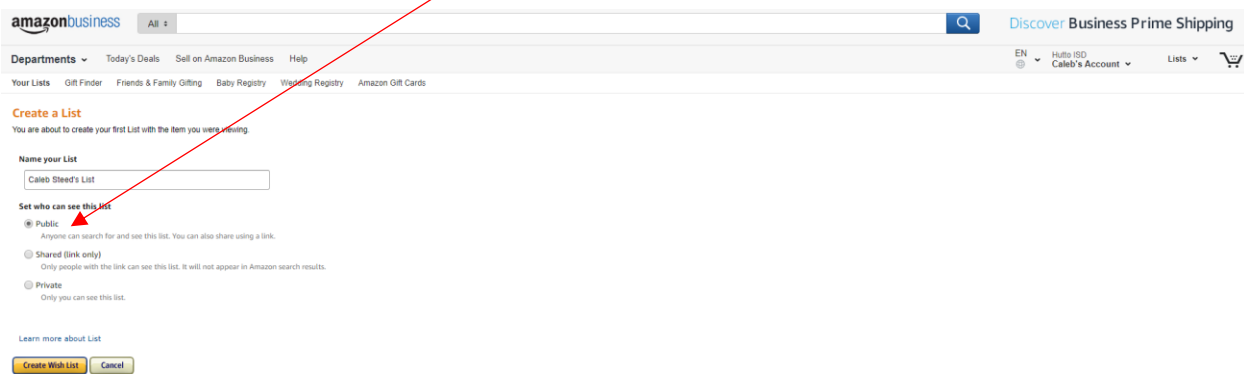 amazonbusiness All Discover Business Prime Shipping
Departments Today's Deals Sell on Amazon Business Help EN Hutto ISD Caleb's Account Lists
Your Lists Gift Finder Friends & Family Gifting Baby Registry Wedding Registry Amazon Gift Cards
Create a List
You are about to create your first List with the item you were viewing.
Name your List
Caleb Steed's List
Set who can see this list
Public
Anyone can search for and see this list. You can also share using a link.
Shared (link only)
Only people with the link can see this list. It will not appear in Amazon search results.
Private
Only you can see this list.
Learn more about List
Create Wish List Cancel